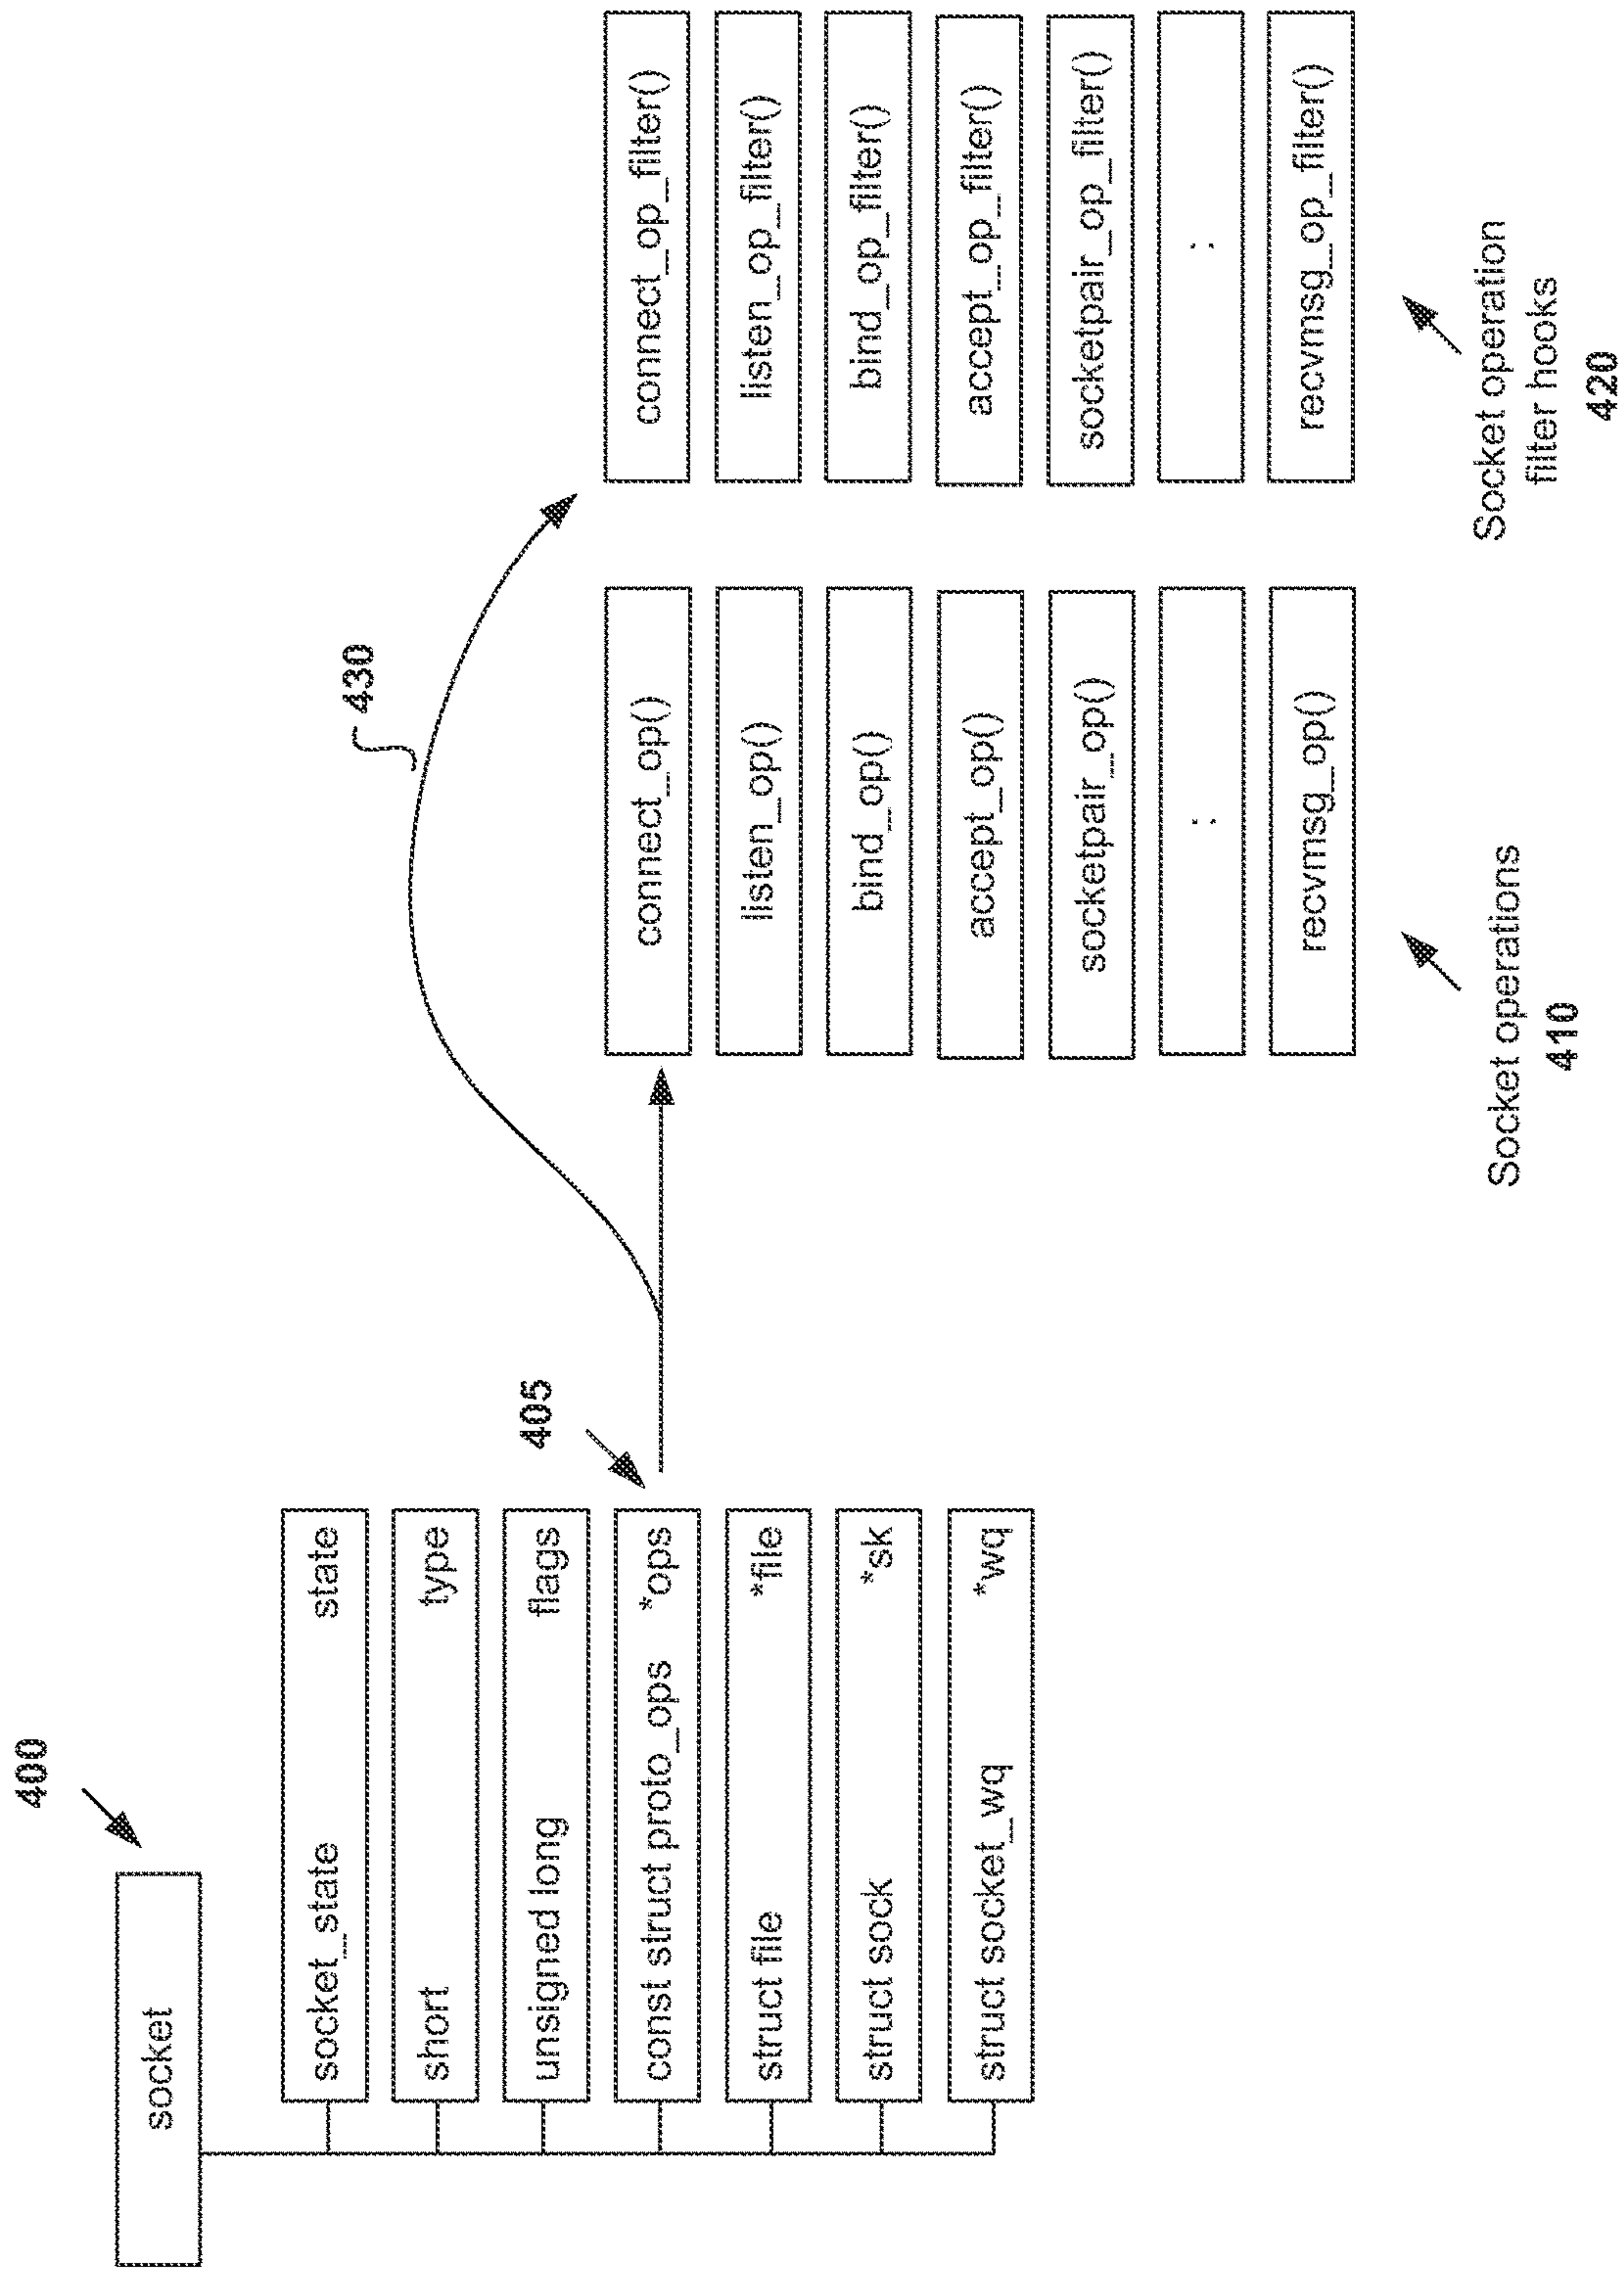 400
socket
socket_state state
short type
unsigned long flags
const struct proto_ops *ops
struct file *file
struct sock *sk
struct socket_wq *wq
405
430
connect_op()
listen_op()
bind_op()
accept_op()
socketpair_op()
:
recvmsg_op()
Socket operations
410
connect_op_filter()
listen_op_filter()
bind_op_filter()
accept_op_filter()
socketpair_op_filter()
:
recvmsg_op_filter()
Socket operation
filter hooks
420